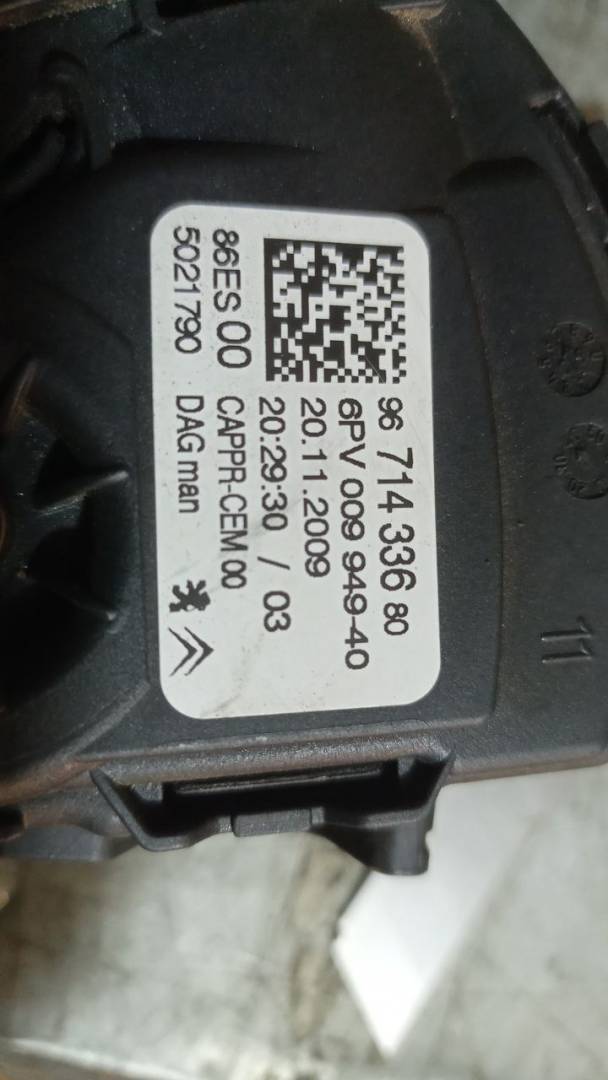 96 714 336 80
6PV 009 949-40
20.11.2009
20:29:30 / 03
86ES 00 CAPPR-CEM 00
5021790 DAG man
11